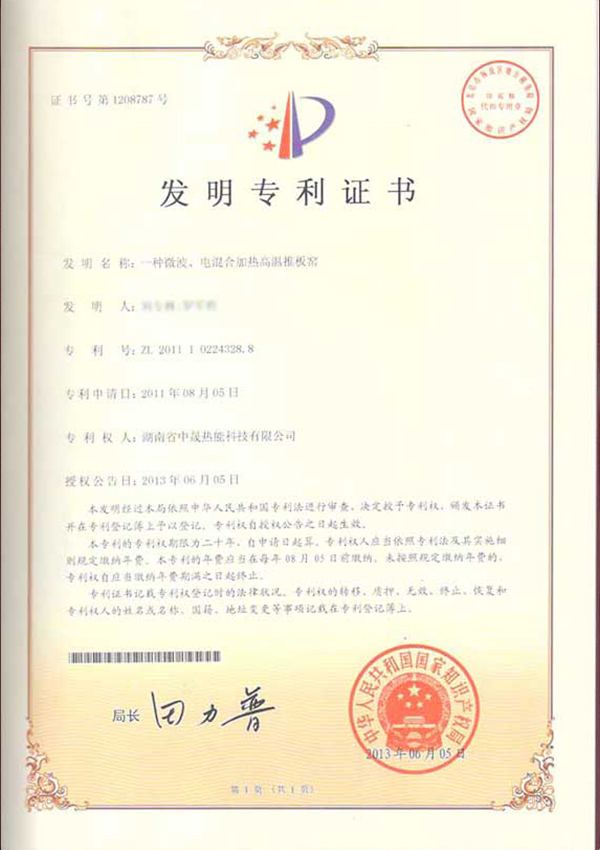 证书号第1208787号
发明专利证书
发明名称：一种微波、电混合加热高温推板窑
发明人：
专利号：ZL 2011 1 0224328.8
专利申请日：2011年08月05日
专利权人：湖南省中晟热能科技有限公司
授权公告日：2013年06月05日
本发明经过本局依照中华人民共和国专利法进行审查，决定授予专利权，颁发本证书
并在专利登记簿上予以登记。专利权自授权公告之日起生效。
本专利的专利权期限为二十年，自申请日起算。专利权人应当依照专利法及其实施细
则规定缴纳年费。本专利的年费应当在每年08月05日前缴纳。未按照规定缴纳年费的，
专利权自应当缴纳年费期满之日起终止。
专利证书记载专利权登记时的法律状况。专利权的转移、质押、无效、终止、恢复和
专利权人的姓名或名称、国籍、地址变更等事项记载在专利登记簿上。
局长 田力普
中华人民共和国国家知识产权局
2013年06月05日
第1页（共1页）